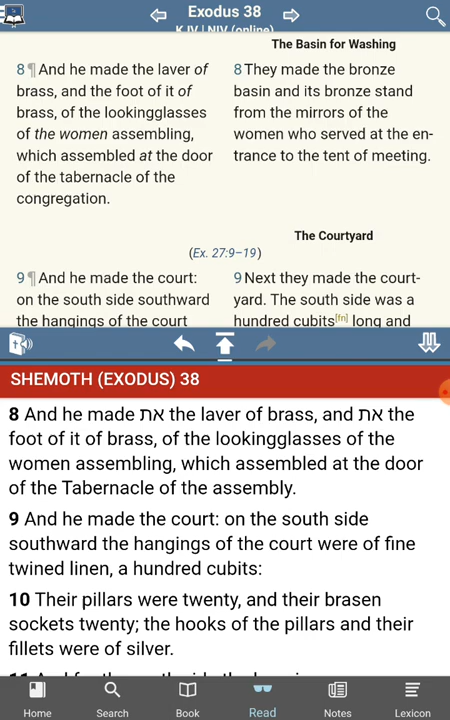 Exodus 38
KJV | NIV (online)
The Basin for Washing
8 ¶ And he made the laver of
brass, and the foot of it of
brass, of the lookingglasses
of the women assembling,
which assembled at the door
of the tabernacle of the
congregation.
8 They made the bronze
basin and its bronze stand
from the mirrors of the
women who served at the en-
trance to the tent of meeting.
The Courtyard
(Ex. 27:9–19)
9 ¶ And he made the court:
on the south side southward
the hangings of the court
9 Next they made the court-
yard. The south side was a
hundred cubits[fn] long and
SHEMOTH (EXODUS) 38
8 And he made את the laver of brass, and את the
foot of it of brass, of the lookingglasses of the
women assembling, which assembled at the door
of the Tabernacle of the assembly.
9 And he made the court: on the south side
southward the hangings of the court were of fine
twined linen, a hundred cubits:
10 Their pillars were twenty, and their brasen
sockets twenty; the hooks of the pillars and their
fillets were of silver.
Home
Search
Book
Read
Notes
Lexicon